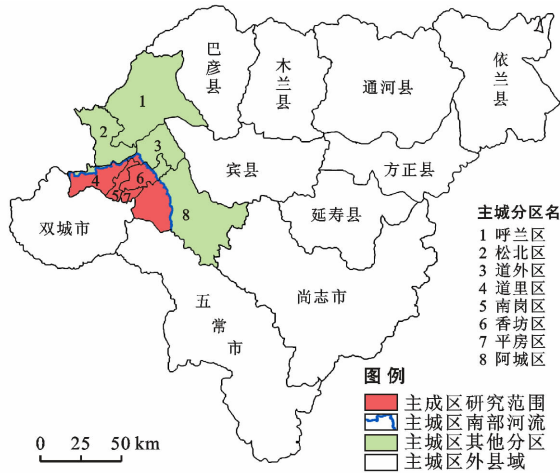 巴彦县
木兰县
通河县
依兰县
1
2
3
宾县
方正县
4
6
5
7
8
双城市
延寿县
尚志市
五常市
主城分区名
1 呼兰区
2 松北区
3 道外区
4 道里区
5 南岗区
6 香坊区
7 平房区
8 阿城区
图例
主成区研究范围
主城区南部河流
主城区其他分区
主城区外县域
0 25 50 km